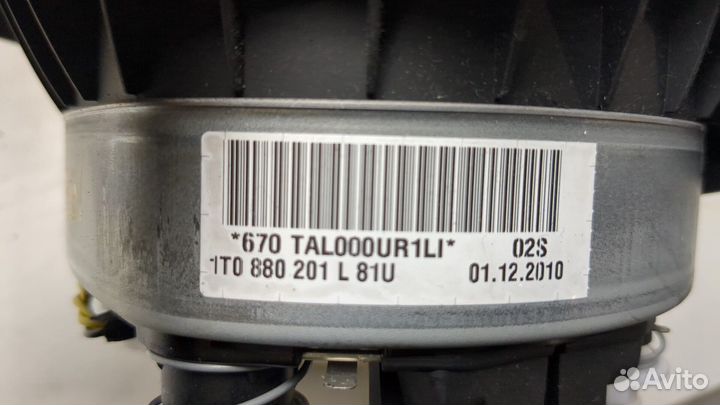 *670 TAL000UR1LI* 02S
1T0 880 201 L 81U 01.12.2010
Avito